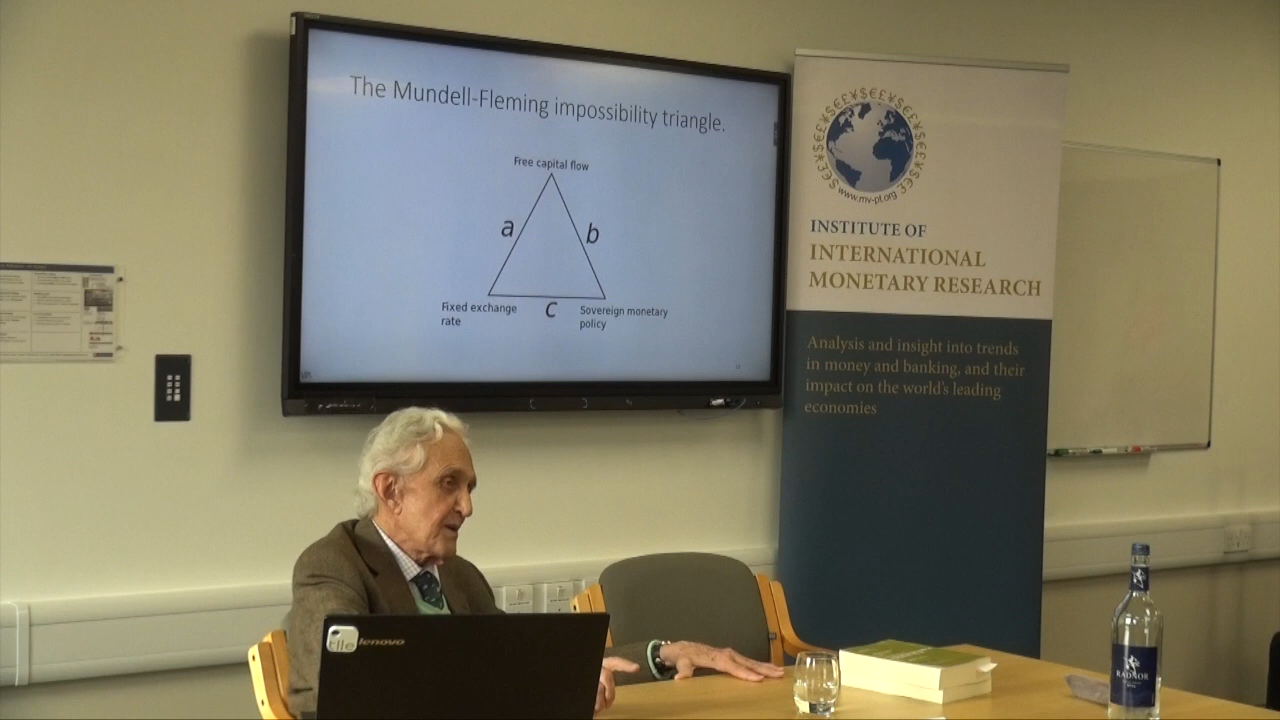 The Mundell-Fleming impossibility triangle.
Free capital flow
a
b
Fixed exchange
rate
c
Sovereign monetary
policy
$€£¥$€£¥$€£¥$€£¥$€££
www.mv-pt.org
INSTITUTE OF
INTERNATIONAL
MONETARY RESEARCH
Analysis and insight into trends
in money and banking, and their
impact on the world's leading
economies
tlle
lenovo
RADNOR